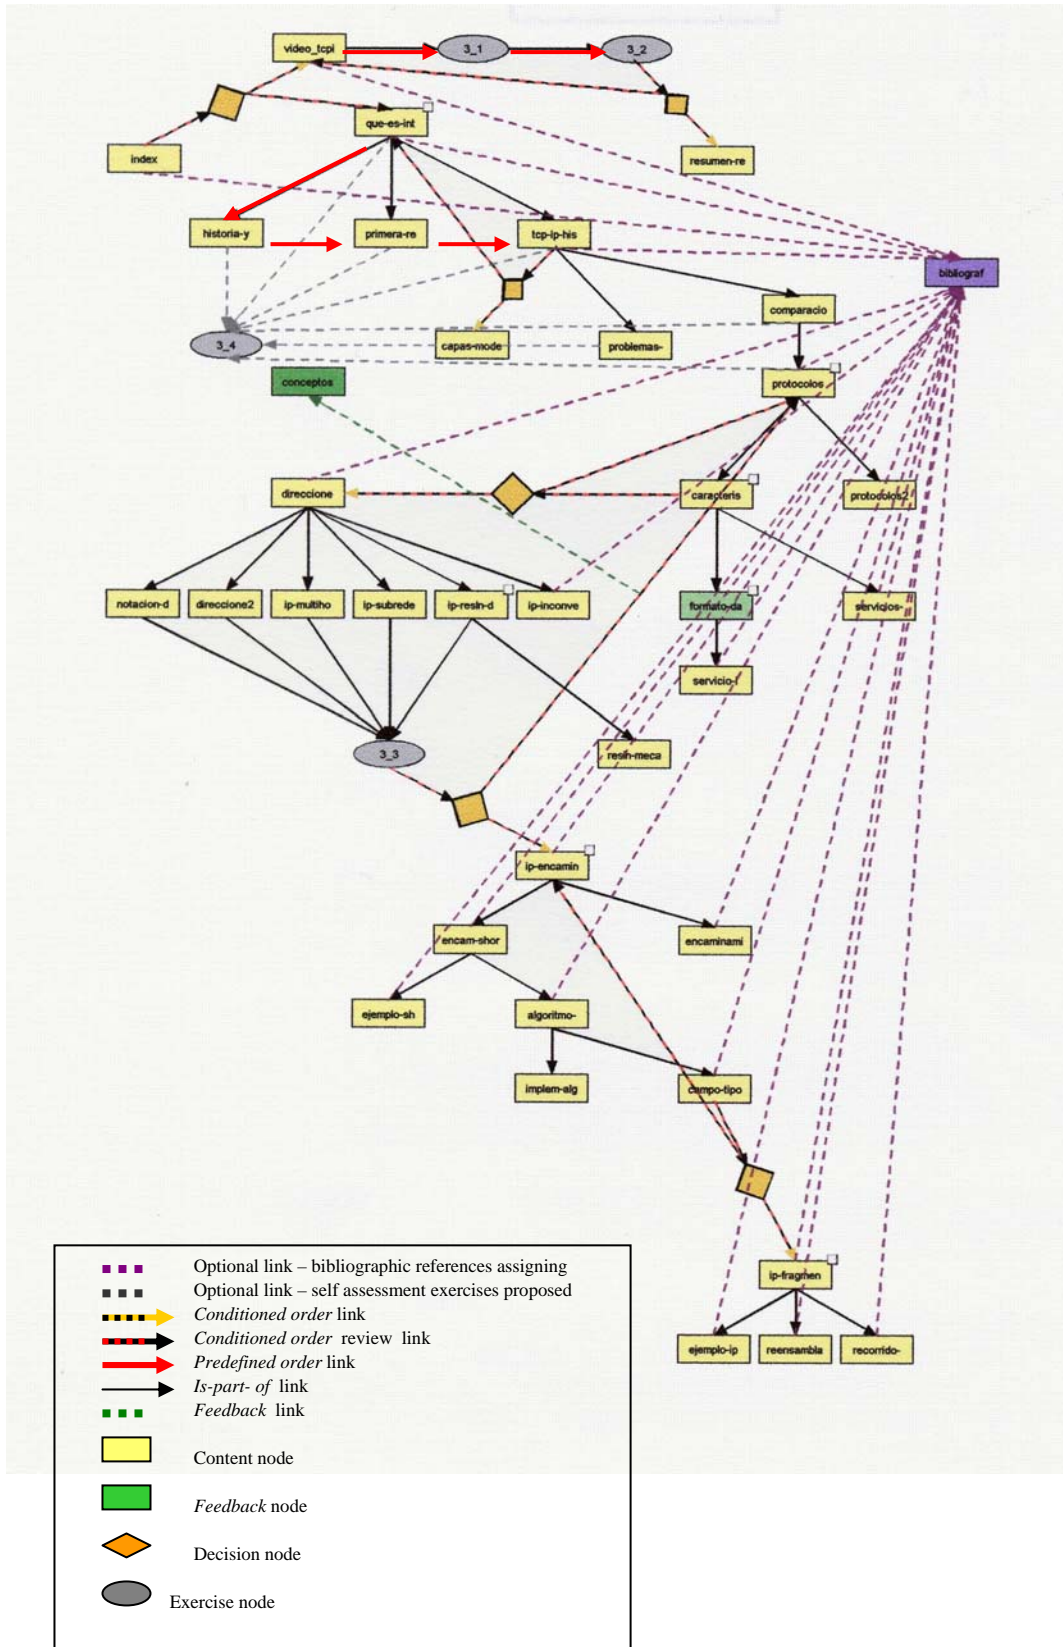 video_tcpi
3_1
3_2
que-es-int
index
resumen-re
historia-y
primera-re
tcp-ip-his
bibliograf
comparacio
3_4
capas-mode
problemas-
conceptos
protocolos
direccione
caracteris
protocolos2
notacion-d
direccione2
ip-multiho
ip-subrede
ip-resln-d
ip-inconve
formato-da
servicios-
servicio-i
3_3
resln-meca
ip-encamin
encam-shor
encaminami
ejemplo-sh
algoritmo-
implem-alg
campo-tipo
ip-fragmen
ejemplo-ip
reensambla
recorrido-
Optional link – bibliographic references assigning
Optional link – self assessment exercises proposed
Conditioned order link
Conditioned order review link
Predefined order link
Is-part- of link
Feedback link
Content node
Feedback node
Decision node
Exercise node